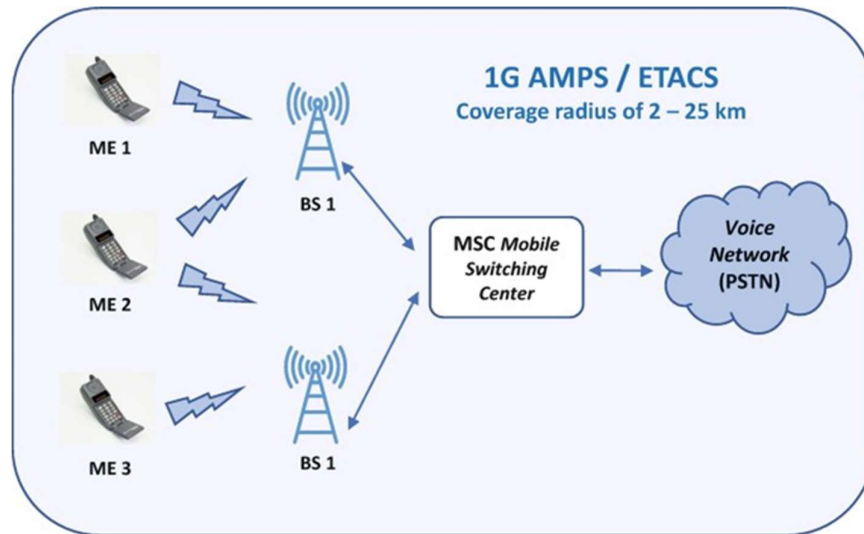 1G AMPS / ETACS
Coverage radius of 2 – 25 km
ME 1
BS 1
MSC Mobile
Switching
Center
Voice
Network
(PSTN)
ME 2
ME 3
BS 1